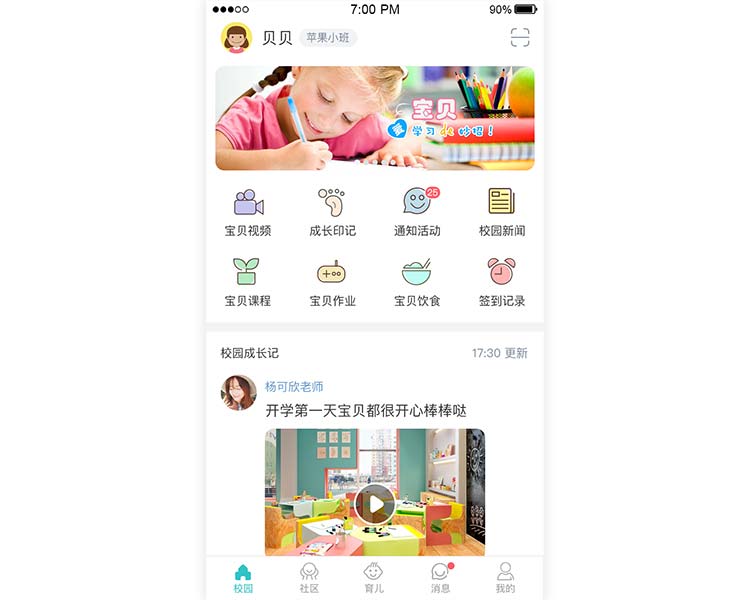 7:00 PM
90%
贝贝 苹果小班
宝贝
爱 学习 de 妙招！
25
宝贝视频 成长印记 通知活动 校园新闻
宝贝课程 宝贝作业 宝贝饮食 签到记录
校园成长记 17:30 更新
杨可欣老师
开学第一天宝贝都很开心棒棒哒
校园 社区 育儿 消息 我的